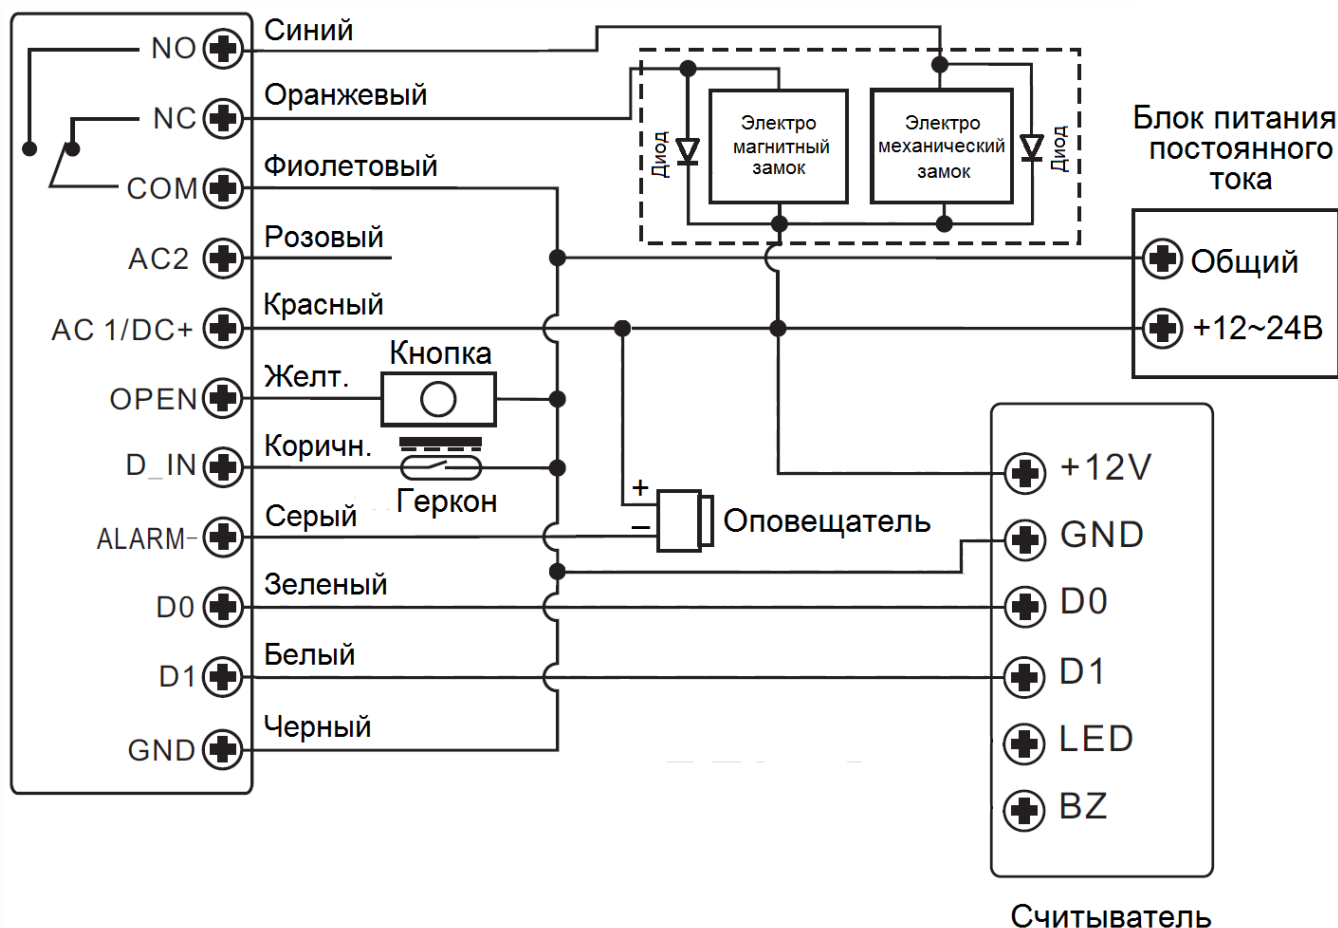 NO
Синий
NC
Оранжевый
COM
Фиолетовый
AC2
Розовый
AC 1/DC+
Красный
OPEN
Желт.
Кнопка
D_IN
Коричн.
Геркон
ALARM-
Серый
+
–
Оповещатель
D0
Зеленый
D1
Белый
GND
Черный
Диод
Электро
магнитный
замок
Электро
механический
замок
Диод
Блок питания
постоянного
тока
Общий
+12~24В
+12V
GND
D0
D1
LED
BZ
Считыватель